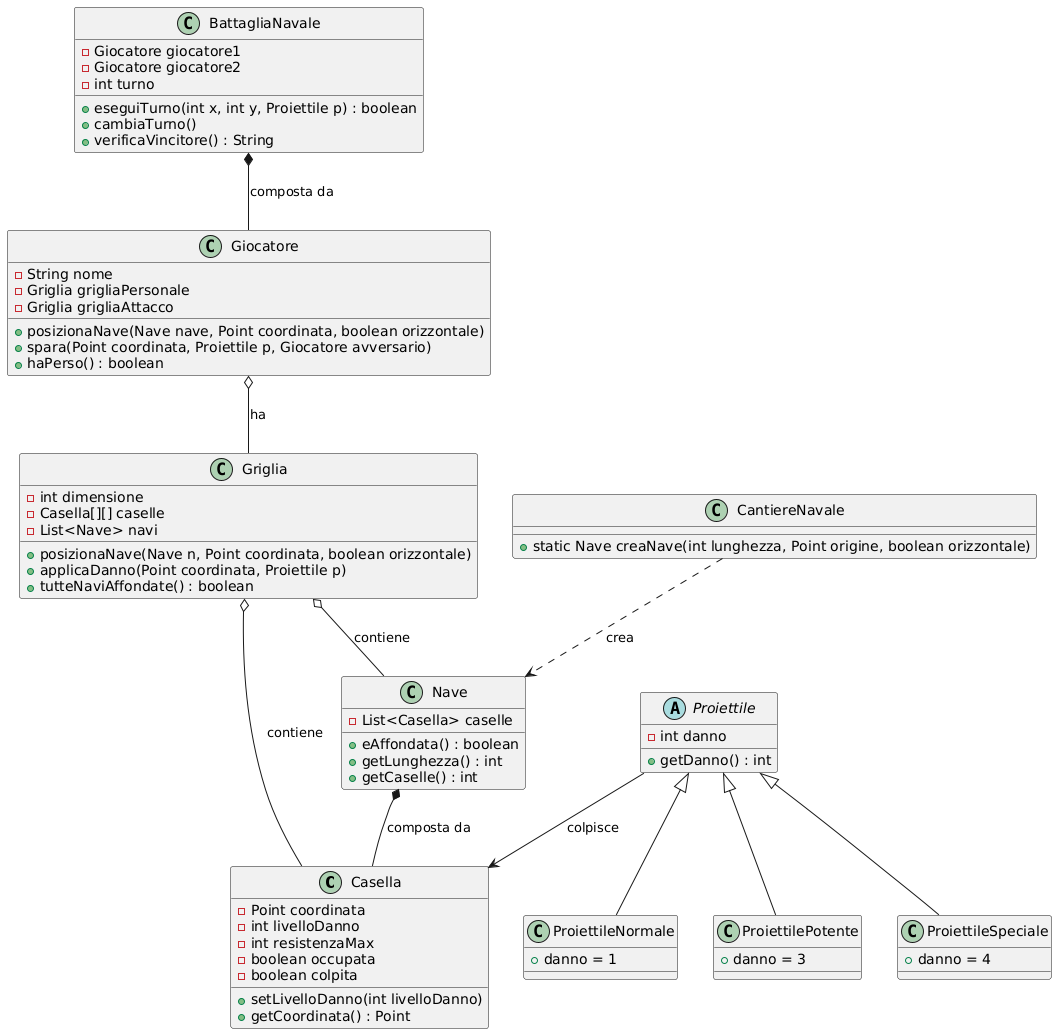 C BattagliaNavale
Giocatore giocatore1
Giocatore giocatore2
int turno
eseguiTurno(int x, int y, Proiettile p) : boolean
cambiaTurno()
verificaVincitore() : String
composta da
C Giocatore
String nome
Griglia grigliaPersonale
Griglia grigliaAttacco
posizionaNave(Nave nave, Point coordinata, boolean orizzontale)
spara(Point coordinata, Proiettile p, Giocatore avversario)
haPerso() : boolean
ha
C Griglia
int dimensione
Casella[][] caselle
List<Nave> navi
posizionaNave(Nave n, Point coordinata, boolean orizzontale)
applicaDanno(Point coordinata, Proiettile p)
tutteNaviAffondate() : boolean
C CantiereNavale
static Nave creaNave(int lunghezza, Point origine, boolean orizzontale)
contiene
crea
contiene
C Nave
List<Casella> caselle
eAffondata() : boolean
getLunghezza() : int
getCaselle() : int
A Proiettile
int danno
getDanno() : int
composta da
colpisce
C Casella
Point coordinata
int livelloDanno
int resistenzaMax
boolean occupata
boolean colpita
setLivelloDanno(int livelloDanno)
getCoordinata() : Point
C ProiettileNormale
danno = 1
C ProiettilePotente
danno = 3
C ProiettileSpeciale
danno = 4